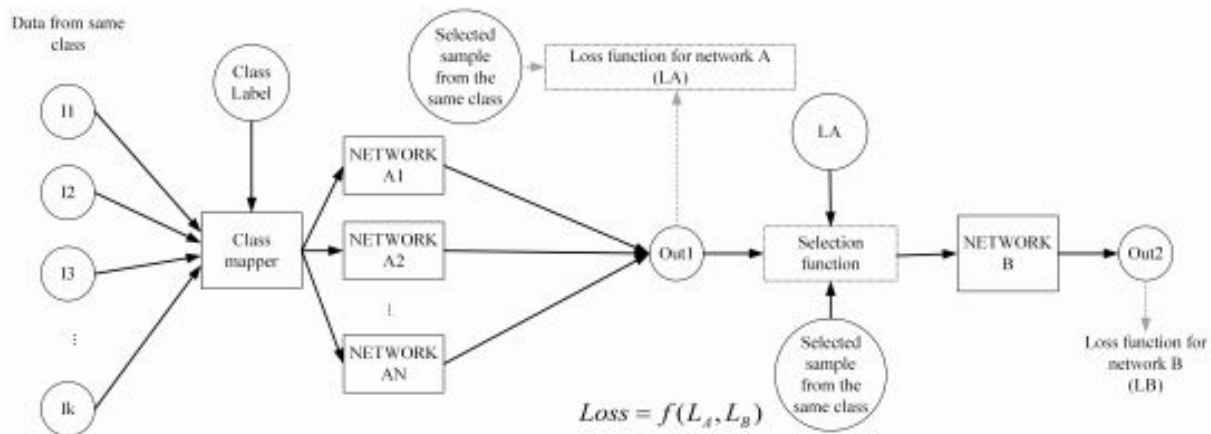 Data from same
class
I1
I2
I3
...
Ik
Class
Label
Class
mapper
NETWORK
A1
NETWORK
A2
...
NETWORK
AN
Selected
sample
from the
same class
Loss function for network A
(LA)
Out1
LA
Selection
function
Selected
sample
from the
same class
NETWORK
B
Out2
Loss function for
network B
(LB)
Loss = f(L_A, L_B)